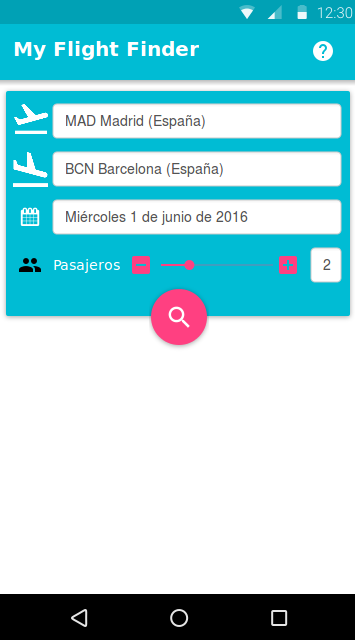 12:30
My Flight Finder
?
MAD Madrid (España)
BCN Barcelona (España)
Miércoles 1 de junio de 2016
Pasajeros
2